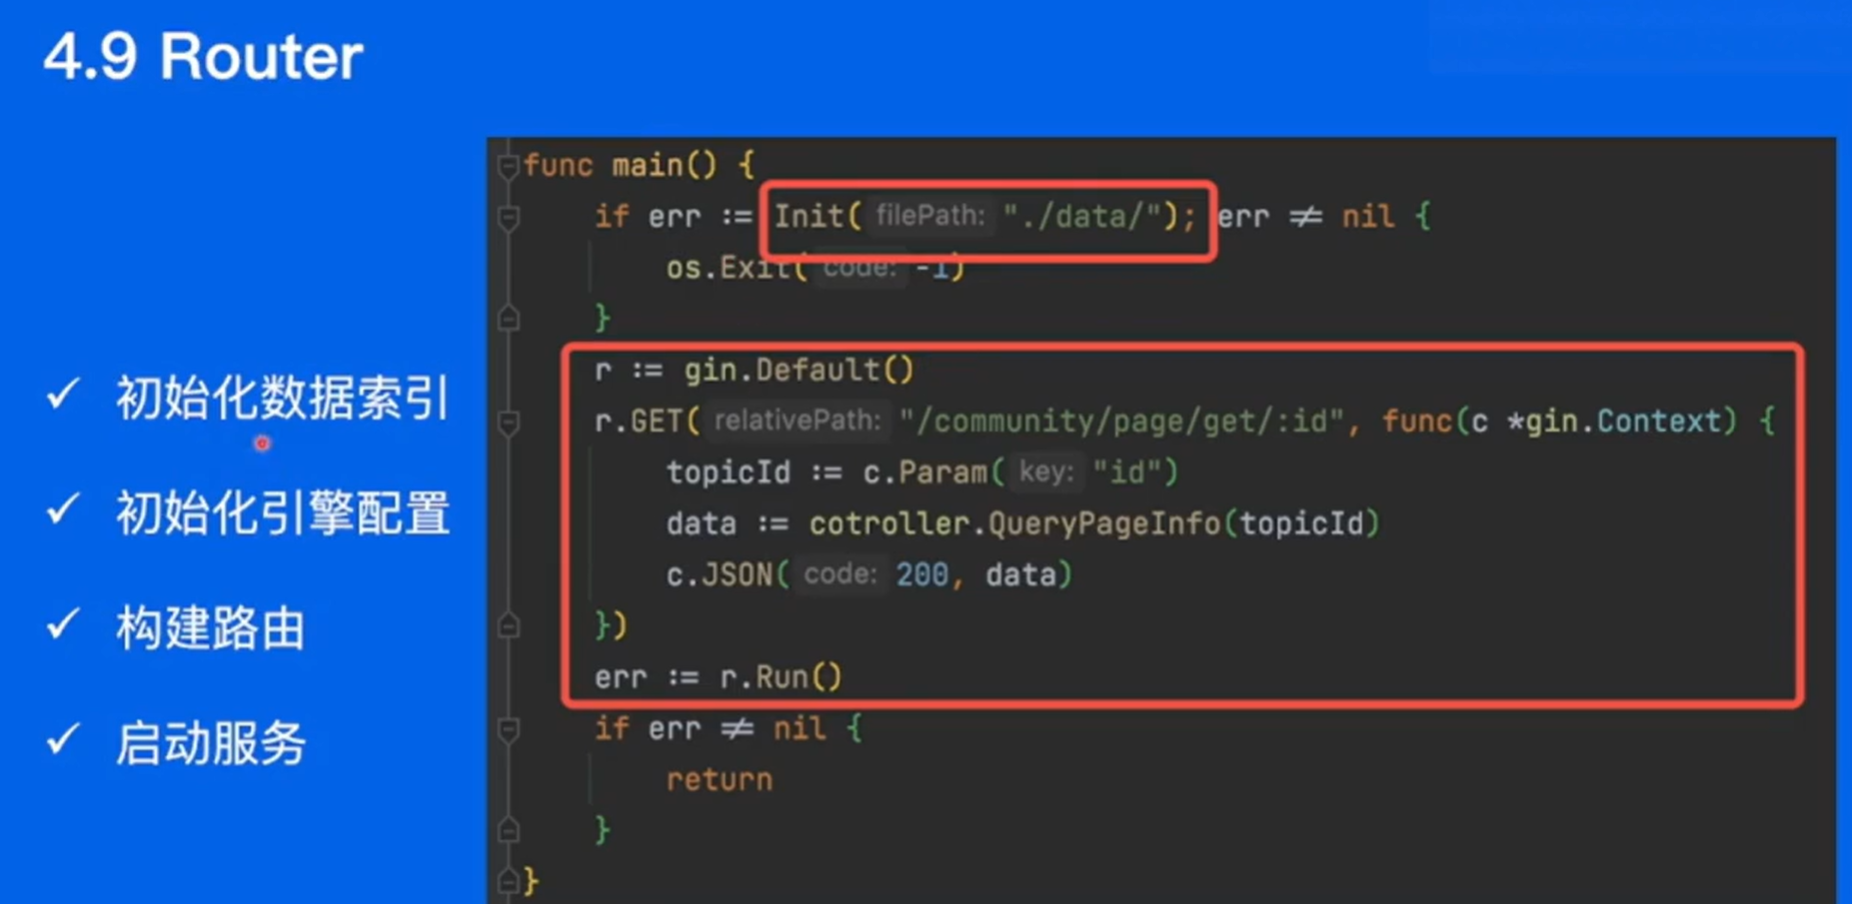 4.9 Router
✓ 初始化数据索引
✓ 初始化引擎配置
✓ 构建路由
✓ 启动服务
func main() {
if err := Init( filePath: "./data/"); err ≠ nil {
os.Exit( code: -1)
}
r := gin.Default()
r.GET( relativePath: "/community/page/get/:id", func(c *gin.Context) {
topicId := c.Param( key: "id")
data := cotroller.QueryPageInfo(topicId)
c.JSON( code: 200, data)
})
err := r.Run()
if err ≠ nil {
return
}
}